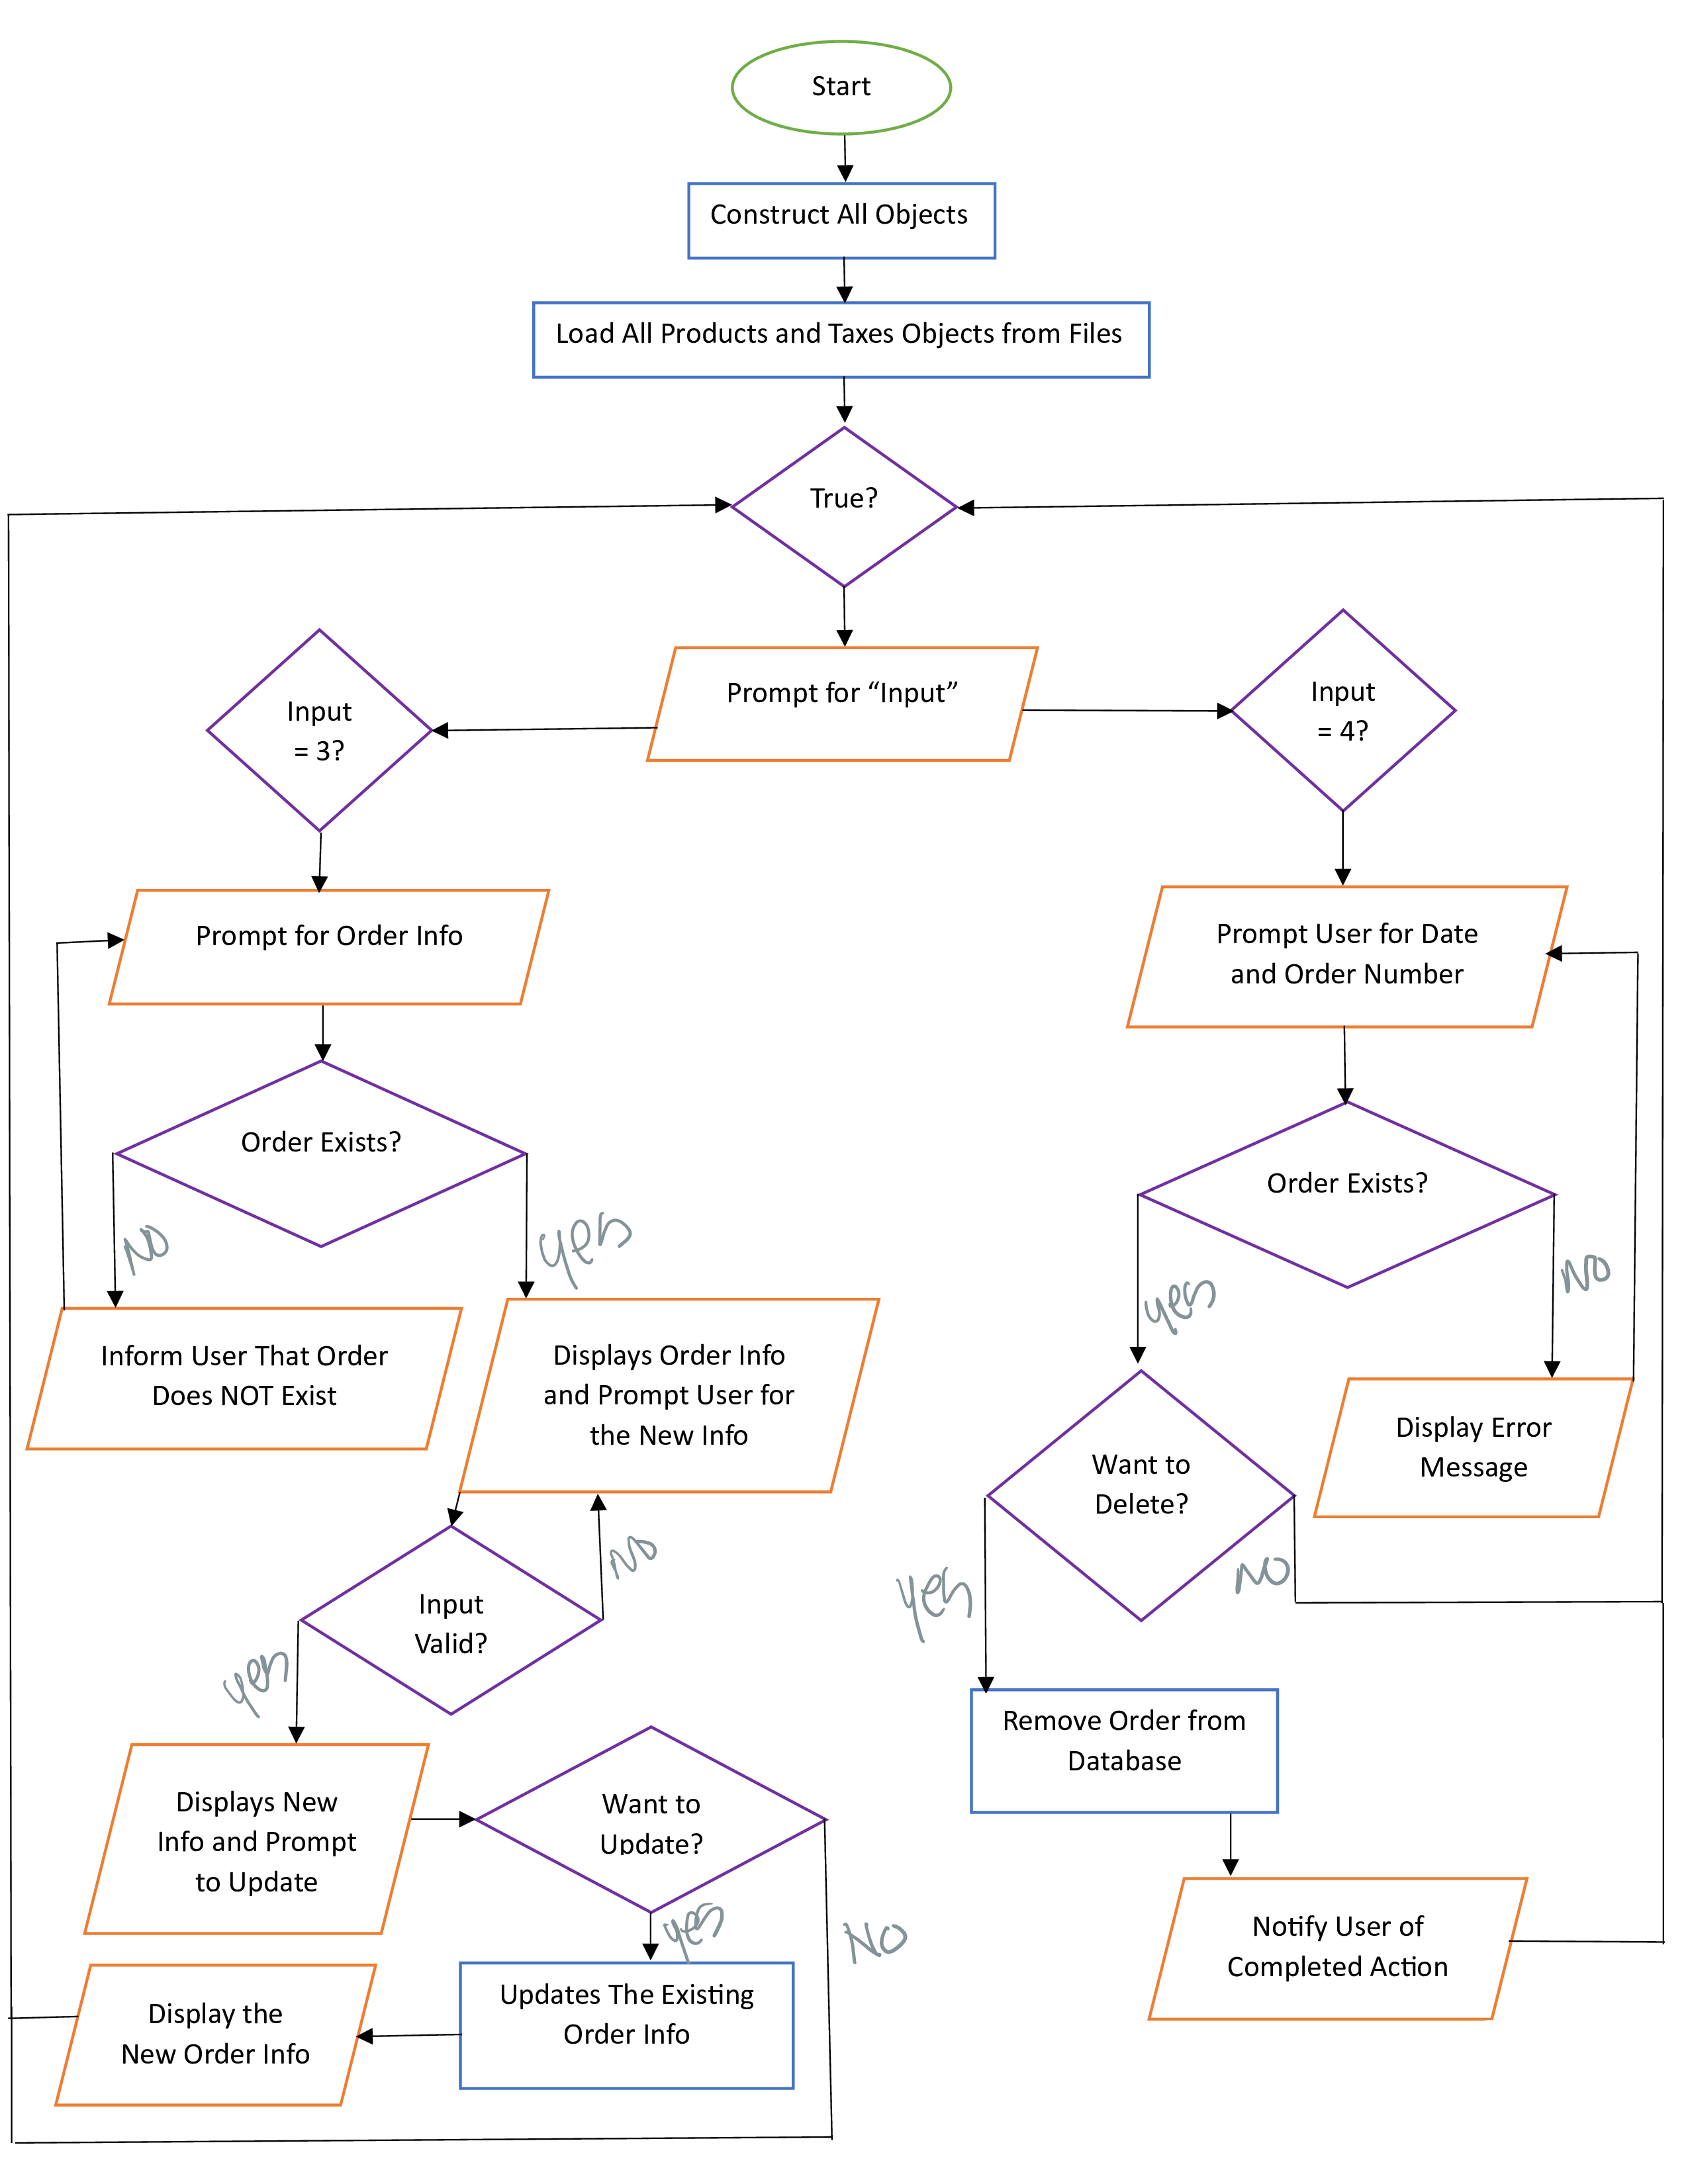 Start
Construct All Objects
Load All Products and Taxes Objects from Files
True?
Prompt for “Input”
Input
= 3?
Input
= 4?
Prompt for Order Info
Prompt User for Date
and Order Number
Order Exists?
Order Exists?
NO
yes
yes
NO
Inform User That Order
Does NOT Exist
Displays Order Info
and Prompt User for
the New Info
Display Error
Message
Want to
Delete?
NO
yes
NO
Input
Valid?
yes
Remove Order from
Database
Displays New
Info and Prompt
to Update
Want to
Update?
yes
NO
Notify User of
Completed Action
Updates The Existing
Order Info
Display the
New Order Info